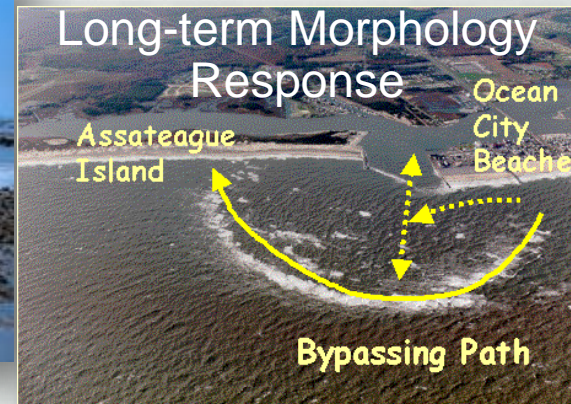 Long-term Morphology
Response
Ocean
City
Beache
Assateague
Island
Bypassing Path